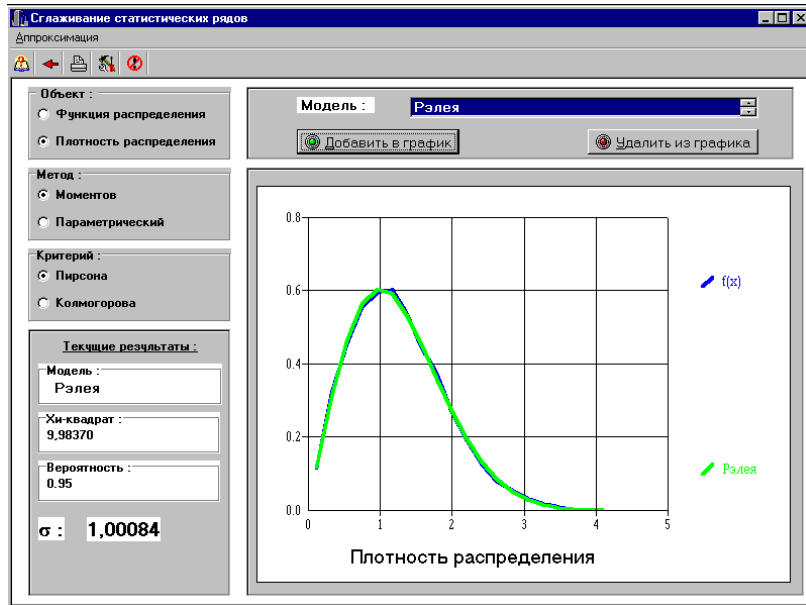 Сглаживание статистических рядов
Аппроксимация
Объект :
Функция распределения
Плотность распределения
Метод :
Моментов
Параметрический
Критерий :
Пирсона
Колмогорова
Текущие результаты :
Модель :
Рэлея
Хи-квадрат :
9,98370
Вероятность :
0.95
σ : 1,00084
Модель : Рэлея
Добавить в график
Удалить из графика
0.8
0.6
0.4
0.2
0.0
0 1 2 3 4 5
f(x)
Рэлея
Плотность распределения